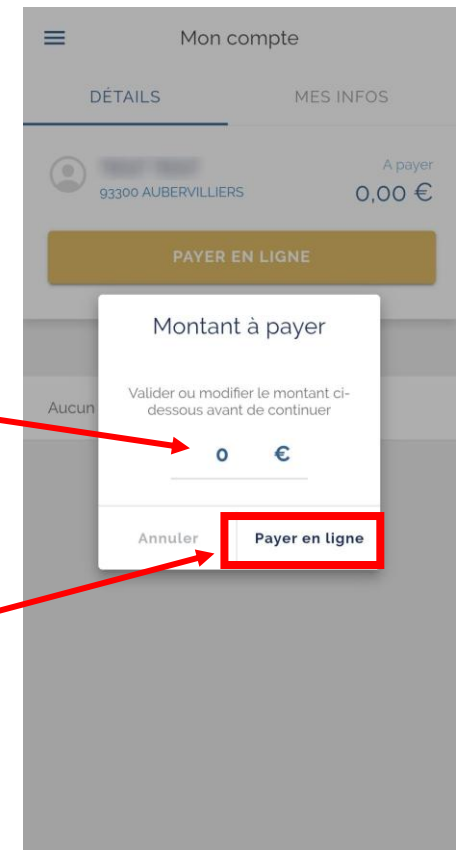 Mon compte
DÉTAILS MES INFOS
A payer
93300 AUBERVILLIERS 0,00 €
PAYER EN LIGNE
Montant à payer
Valider ou modifier le montant ci-
dessous avant de continuer
Aucun
0 €
Annuler Payer en ligne